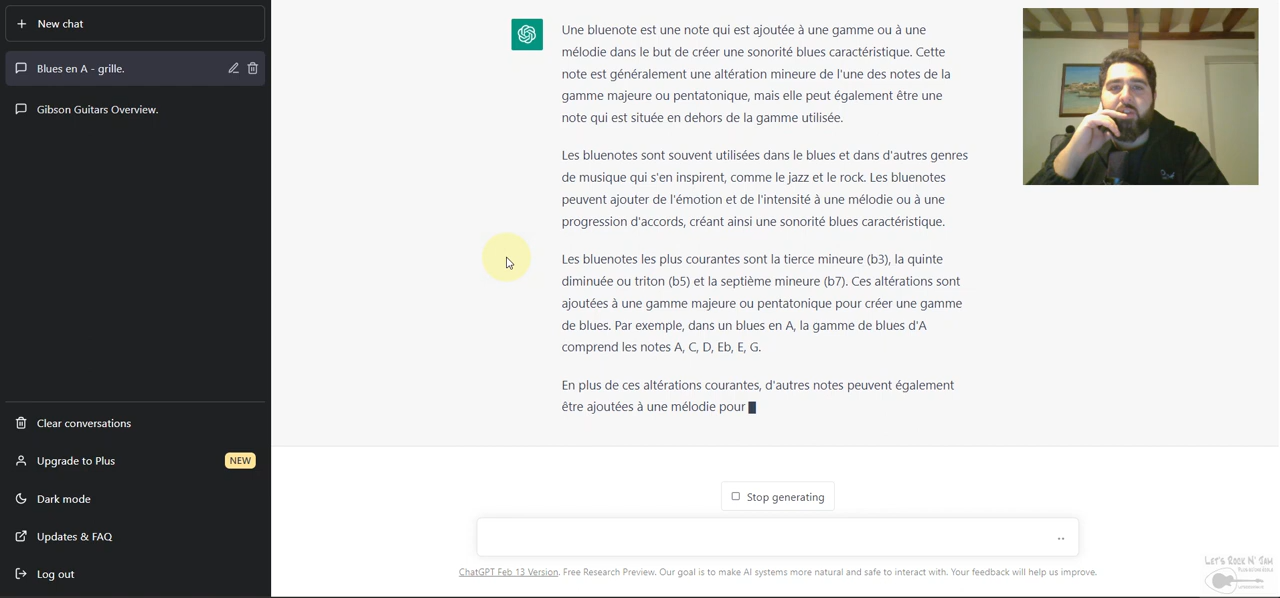 New chat
Blues en A - grille.
Gibson Guitars Overview.
Clear conversations
Upgrade to Plus
NEW
Dark mode
Updates & FAQ
Log out
Une bluenote est une note qui est ajoutée à une gamme ou à une
mélodie dans le but de créer une sonorité blues caractéristique. Cette
note est généralement une altération mineure de l'une des notes de la
gamme majeure ou pentatonique, mais elle peut également être une
note qui est située en dehors de la gamme utilisée.
Les bluenotes sont souvent utilisées dans le blues et dans d'autres genres
de musique qui s'en inspirent, comme le jazz et le rock. Les bluenotes
peuvent ajouter de l'émotion et de l'intensité à une mélodie ou à une
progression d'accords, créant ainsi une sonorité blues caractéristique.
Les bluenotes les plus courantes sont la tierce mineure (b3), la quinte
diminuée ou triton (b5) et la septième mineure (b7). Ces altérations sont
ajoutées à une gamme majeure ou pentatonique pour créer une gamme
de blues. Par exemple, dans un blues en A, la gamme de blues d'A
comprend les notes A, C, D, Eb, E, G.
En plus de ces altérations courantes, d'autres notes peuvent également
être ajoutées à une mélodie pour
Stop generating
ChatGPT Feb 13 Version. Free Research Preview. Our goal is to make AI systems more natural and safe to interact with. Your feedback will help us improve.
LET'S ROCK N' JAM